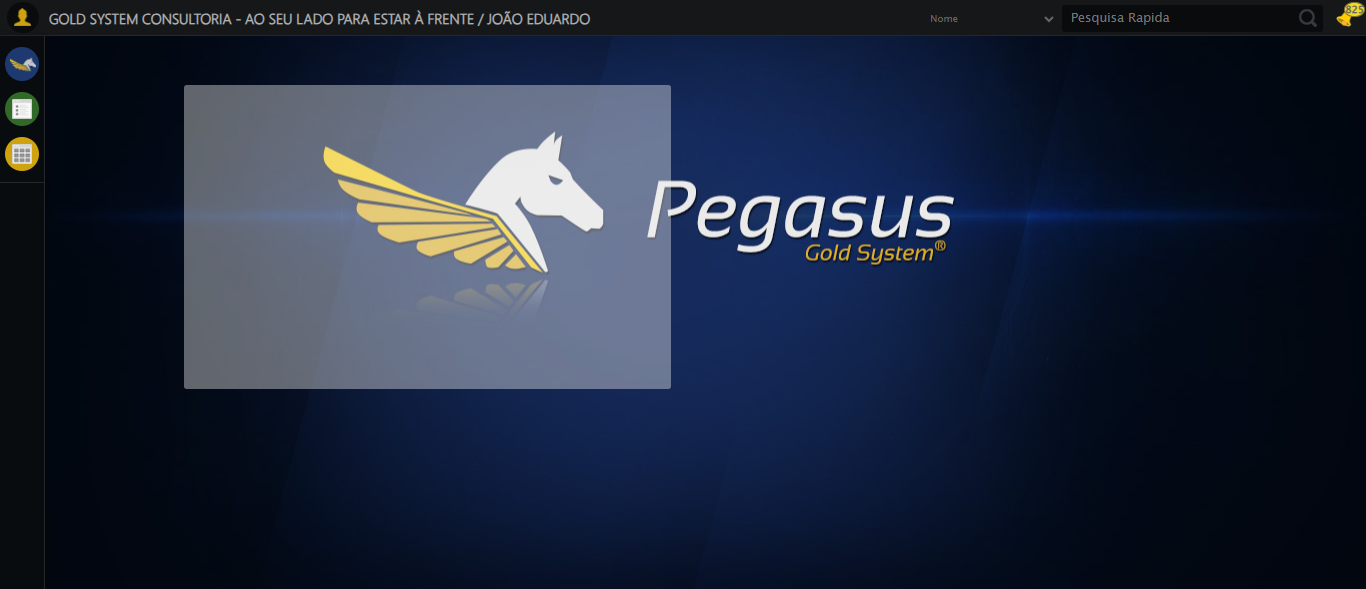 GOLD SYSTEM CONSULTORIA - AO SEU LADO PARA ESTAR À FRENTE / JOÃO EDUARDO
Nome
Pesquisa Rapida
825
Pegasus
Gold System®